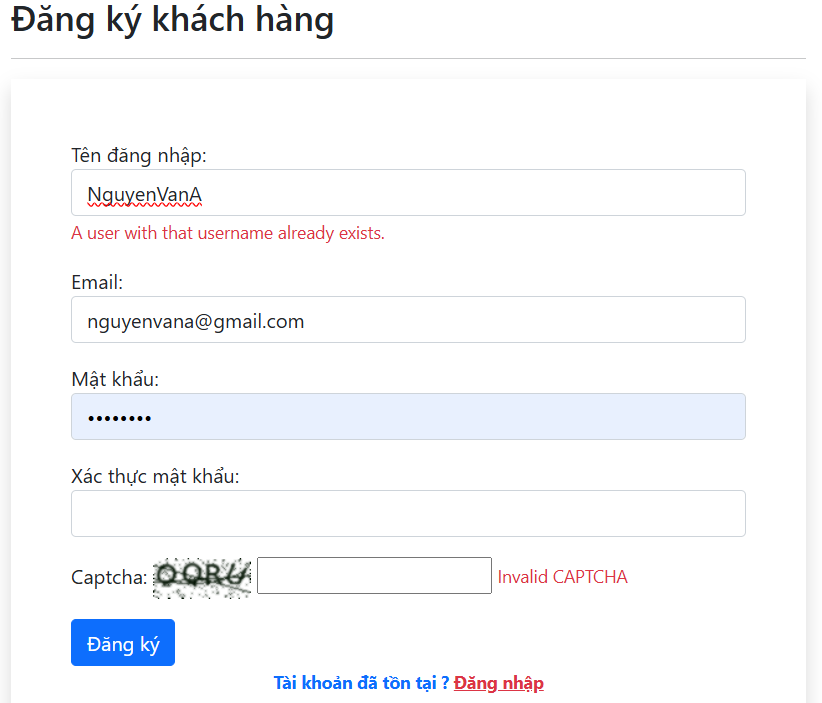 Đăng ký khách hàng
Tên đăng nhập:
NguyenVanA
A user with that username already exists.
Email:
nguyenvana@gmail.com
Mật khẩu:
••••••••
Xác thực mật khẩu:
Captcha: Invalid CAPTCHA
Đăng ký
Tài khoản đã tồn tại ? Đăng nhập